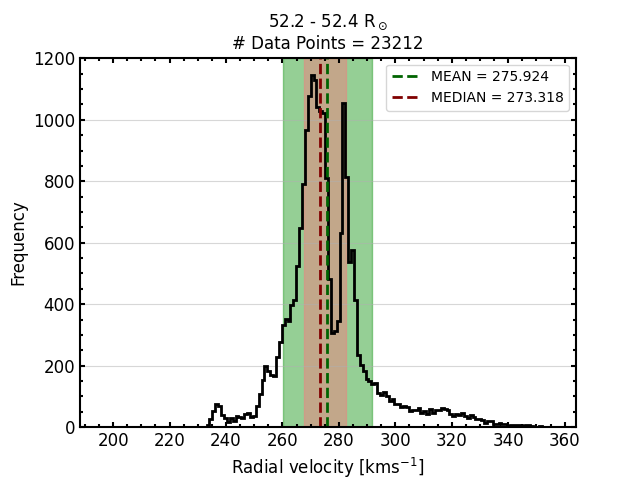 52.2 - 52.4 R⊙
# Data Points = 23212
1200
1000
800
600
400
200
0
Frequency
MEAN = 275.924
MEDIAN = 273.318
200 220 240 260 280 300 320 340 360
Radial velocity [kms⁻¹]